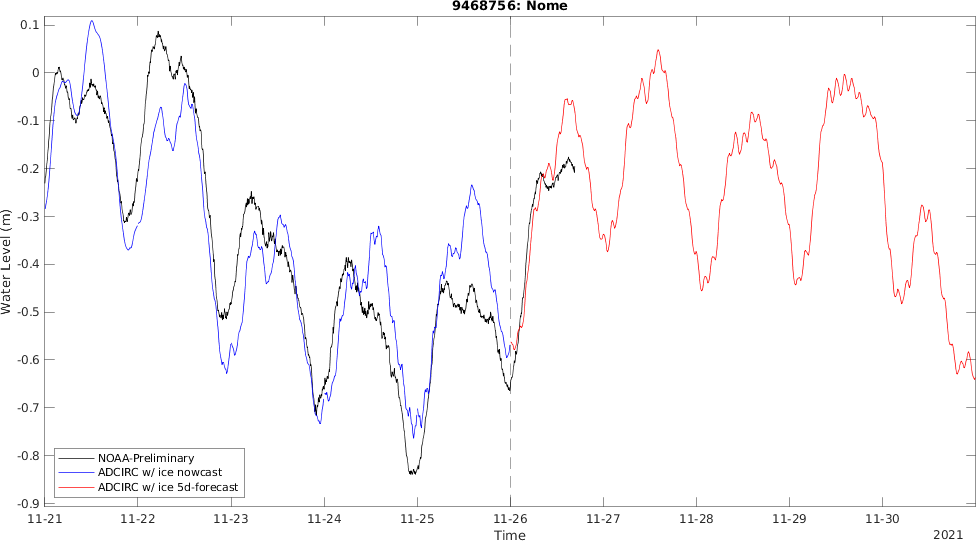 9468756: Nome
0.1
0
-0.1
-0.2
-0.3
-0.4
-0.5
-0.6
-0.7
-0.8
-0.9
Water Level (m)
NOAA-Preliminary
ADCIRC w/ ice nowcast
ADCIRC w/ ice 5d-forecast
11-21 11-22 11-23 11-24 11-25 11-26 11-27 11-28 11-29 11-30
Time
2021